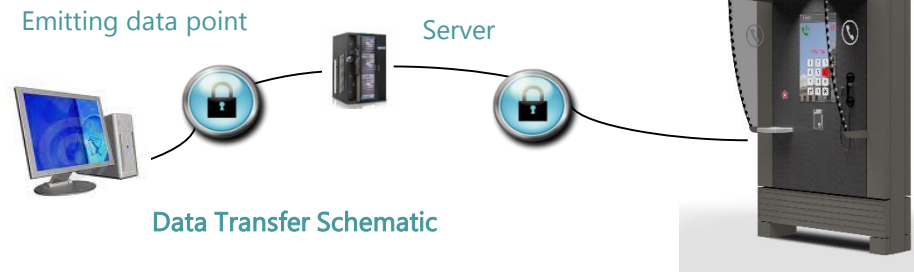 Emitting data point
Server
Data Transfer Schematic